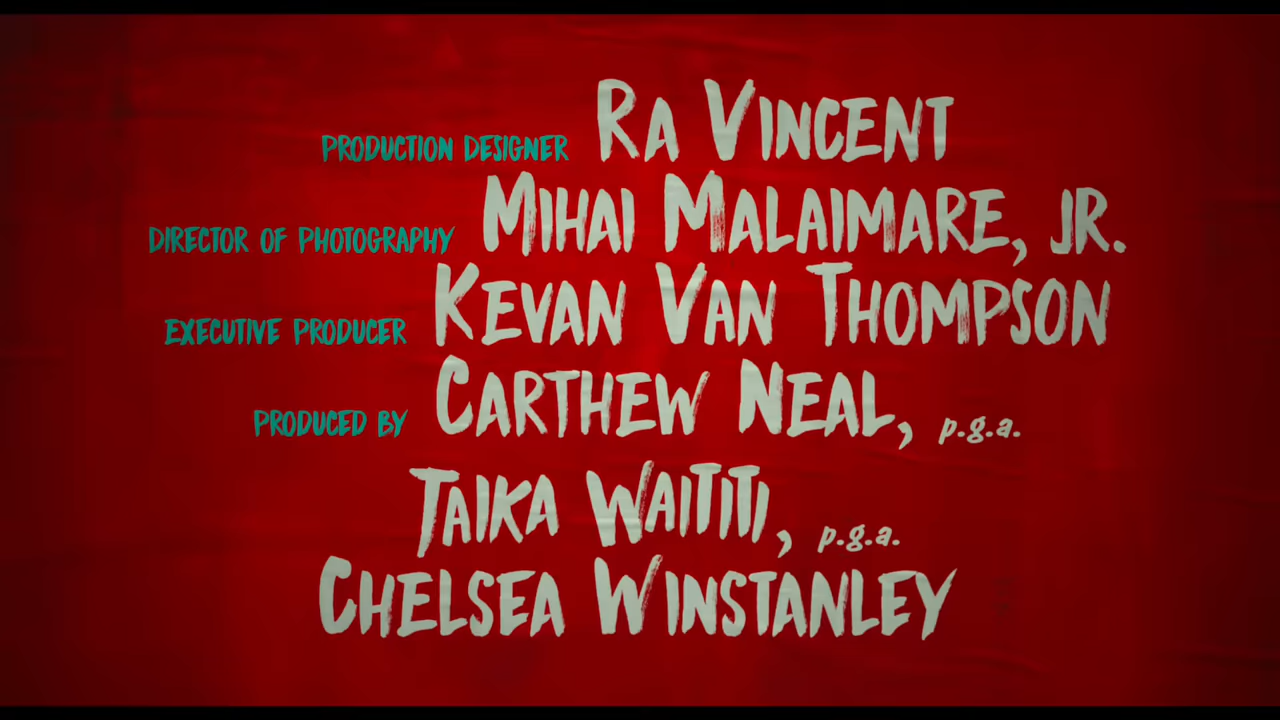 PRODUCTION DESIGNER RA VINCENT
DIRECTOR OF PHOTOGRAPHY MIHAI MALAIMARE, JR.
EXECUTIVE PRODUCER KEVAN VAN THOMPSON
PRODUCED BY CARTHEW NEAL, p.g.a.
TAIKA WAITITI, p.g.a.
CHELSEA WINSTANLEY